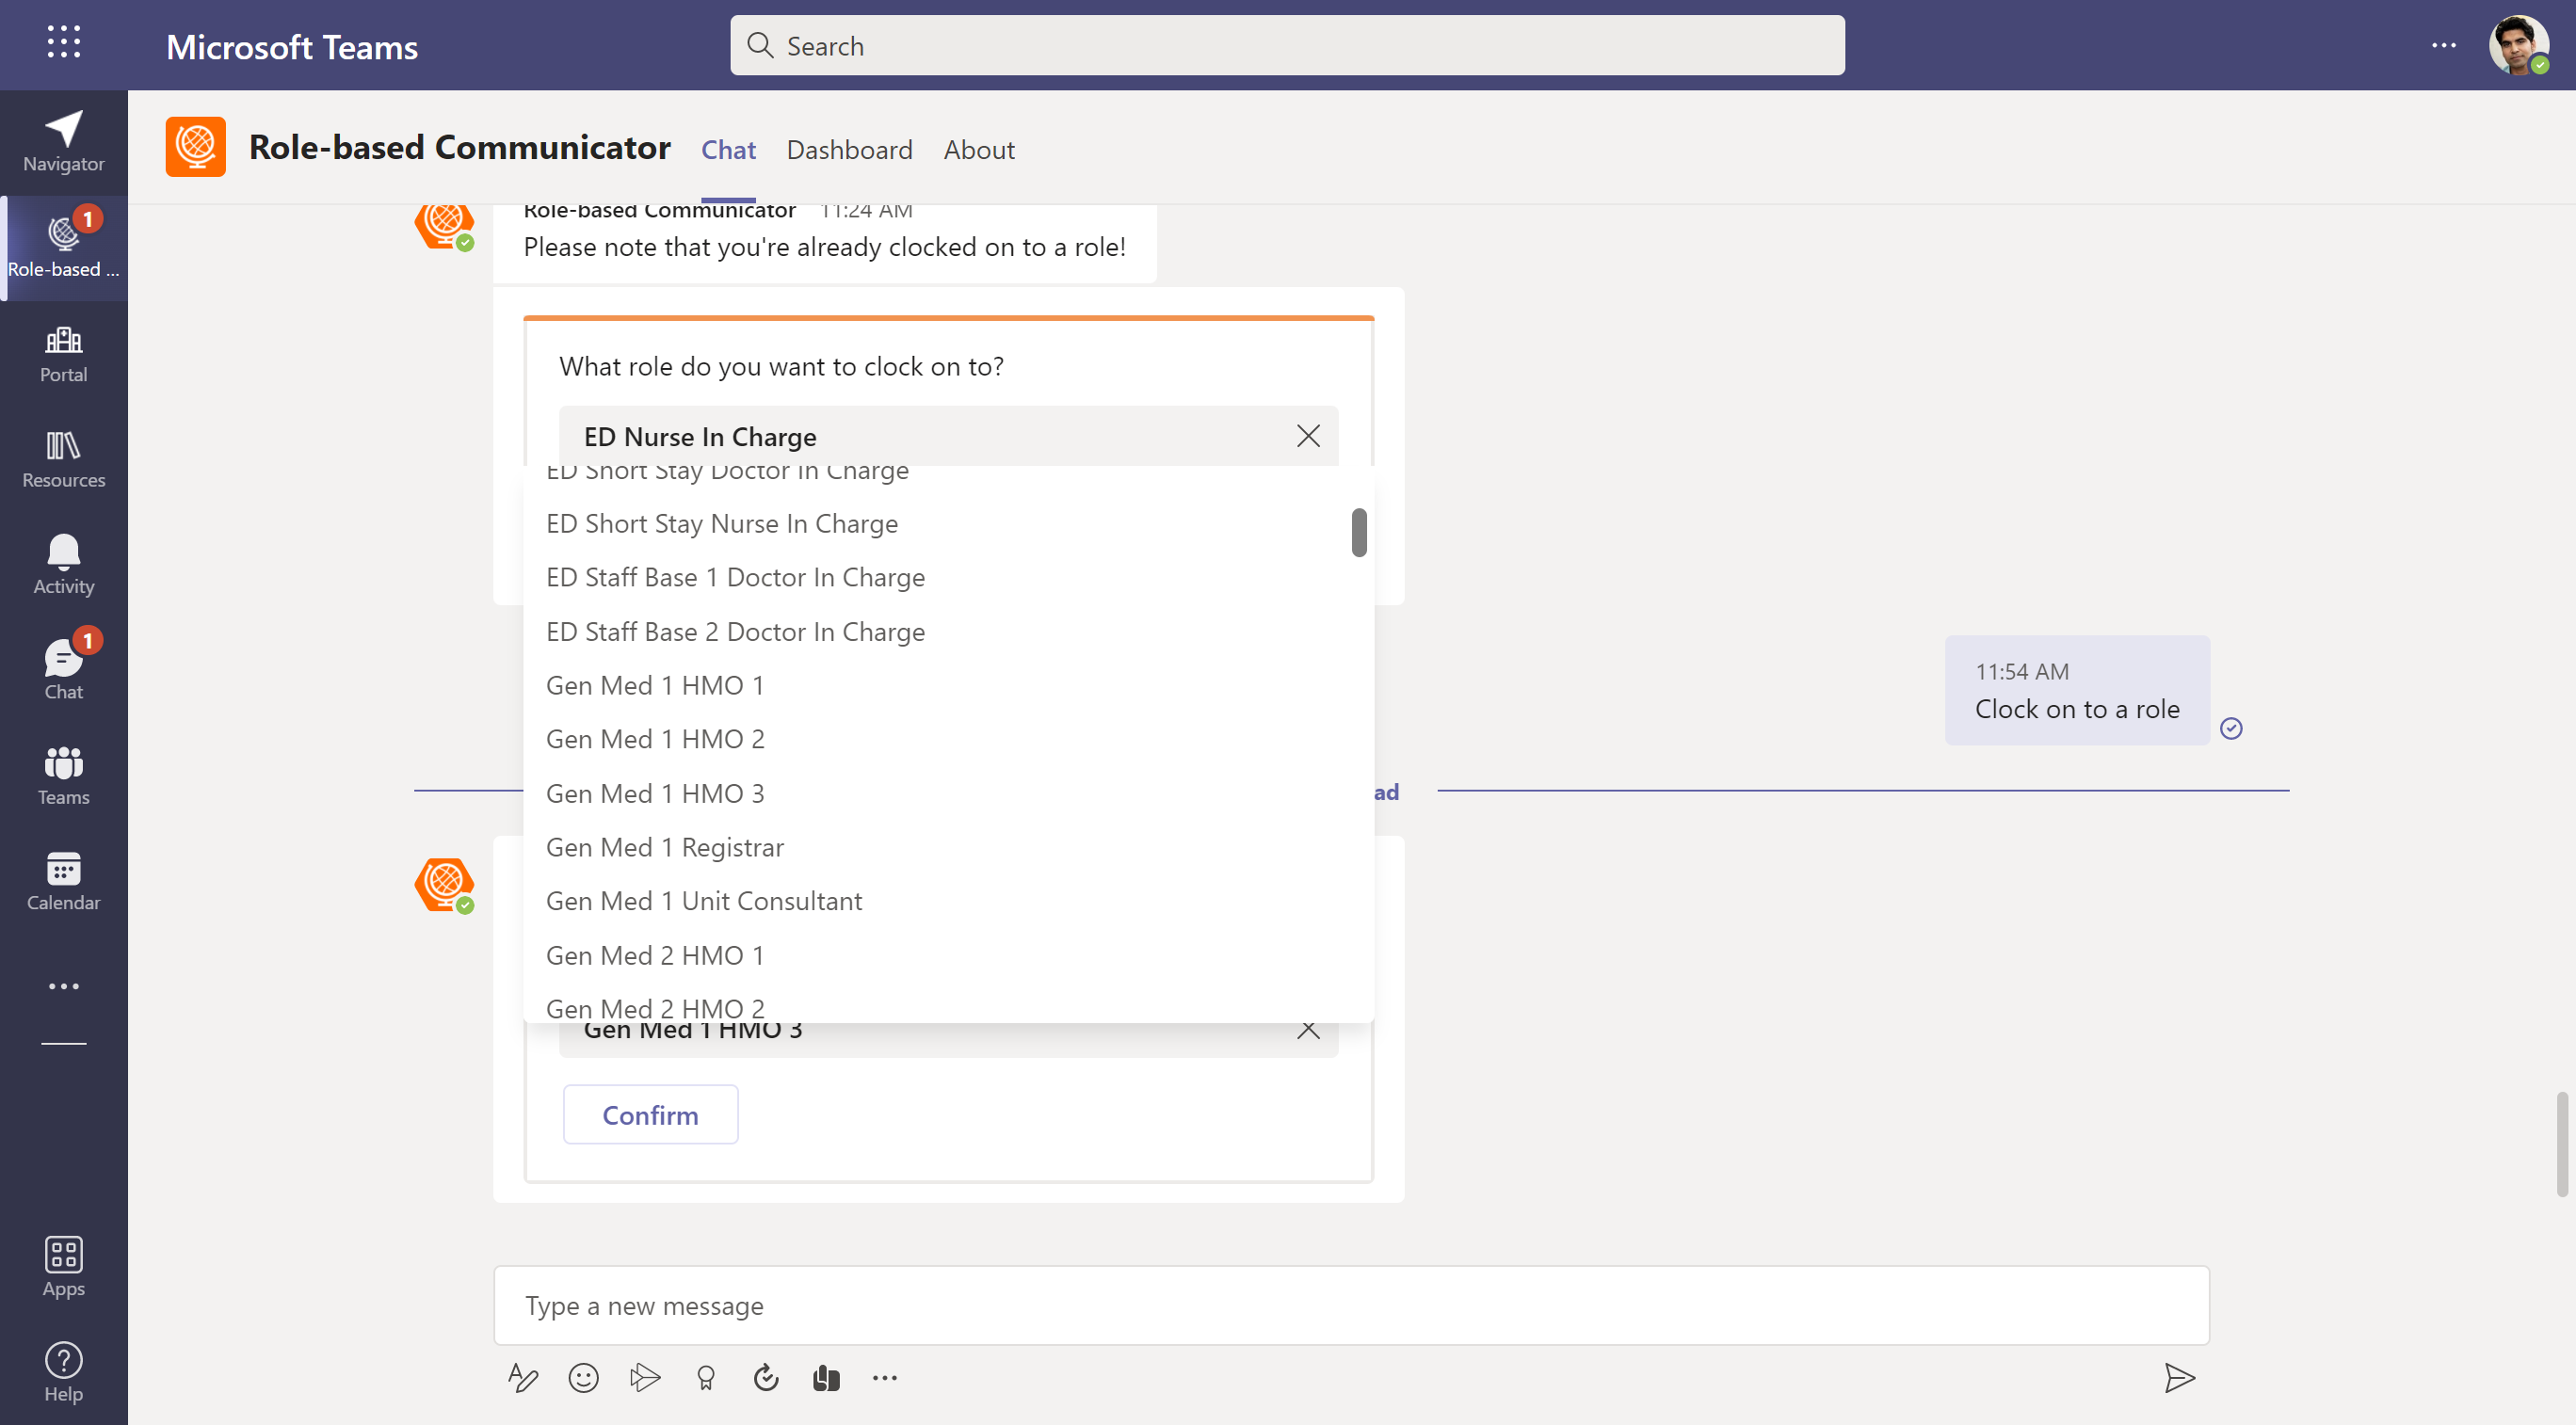 Microsoft Teams
Search
Navigator
1
Role-based ...
Portal
Resources
Activity
1
Chat
Teams
Calendar
Apps
Help
Role-based Communicator
Chat
Dashboard
About
Role-based Communicator 11:24 AM
Please note that you're already clocked on to a role!
What role do you want to clock on to?
ED Nurse In Charge
ED Short Stay Doctor In Charge
ED Short Stay Nurse In Charge
ED Staff Base 1 Doctor In Charge
ED Staff Base 2 Doctor In Charge
Gen Med 1 HMO 1
Gen Med 1 HMO 2
Gen Med 1 HMO 3
Gen Med 1 Registrar
Gen Med 1 Unit Consultant
Gen Med 2 HMO 1
Gen Med 2 HMO 2
11:54 AM
Clock on to a role
ad
Gen Med 1 HMO 3
Confirm
Type a new message